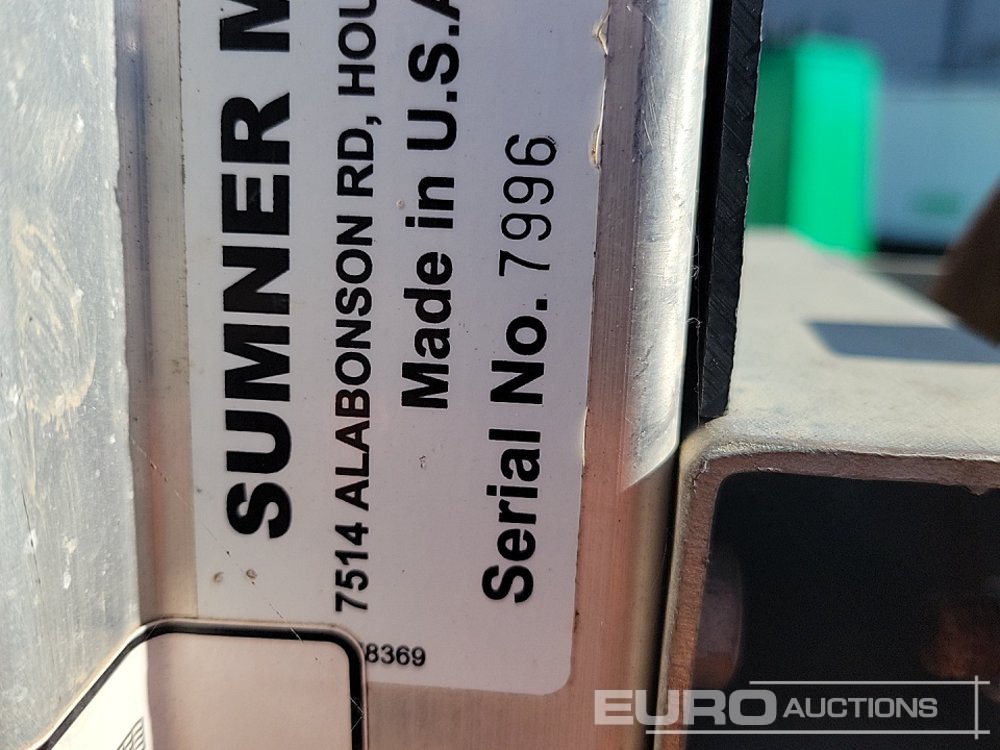 SUMNER M
7514 ALABONSON RD, HOU
Made in U.S.A
Serial No. 7996
8369
EURO AUCTIONS